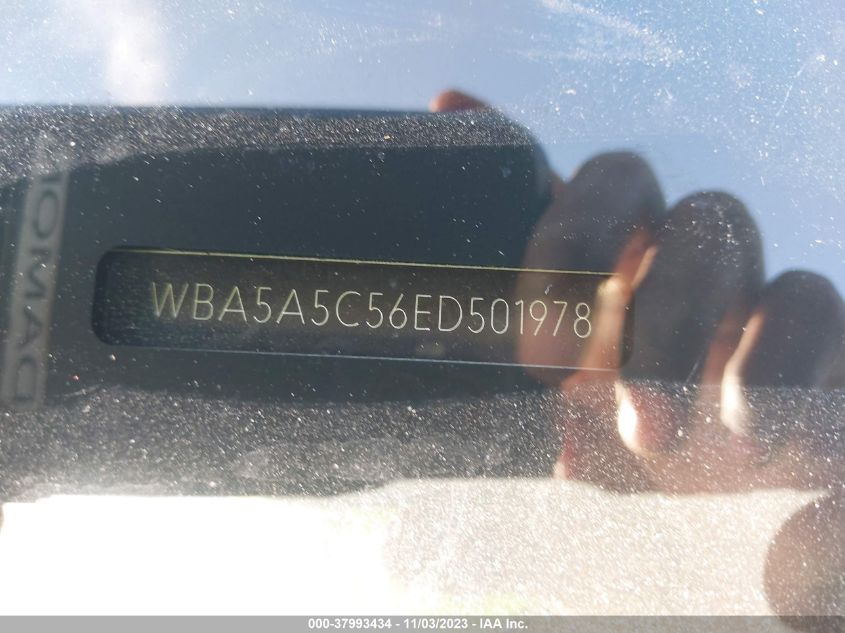 WBA5A5C56ED501978
000-37993434 - 11/03/2023 - IAA Inc.